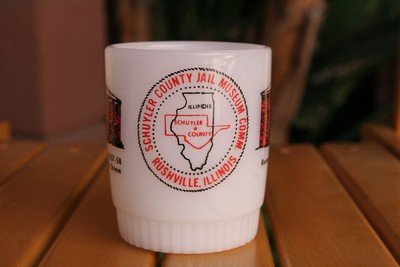 SCHUYLER COUNTY JAIL MUSEUM COMM
ILLINOIS
SCHUYLER
★ COUNTY
RUSHVILLE, ILLINOIS